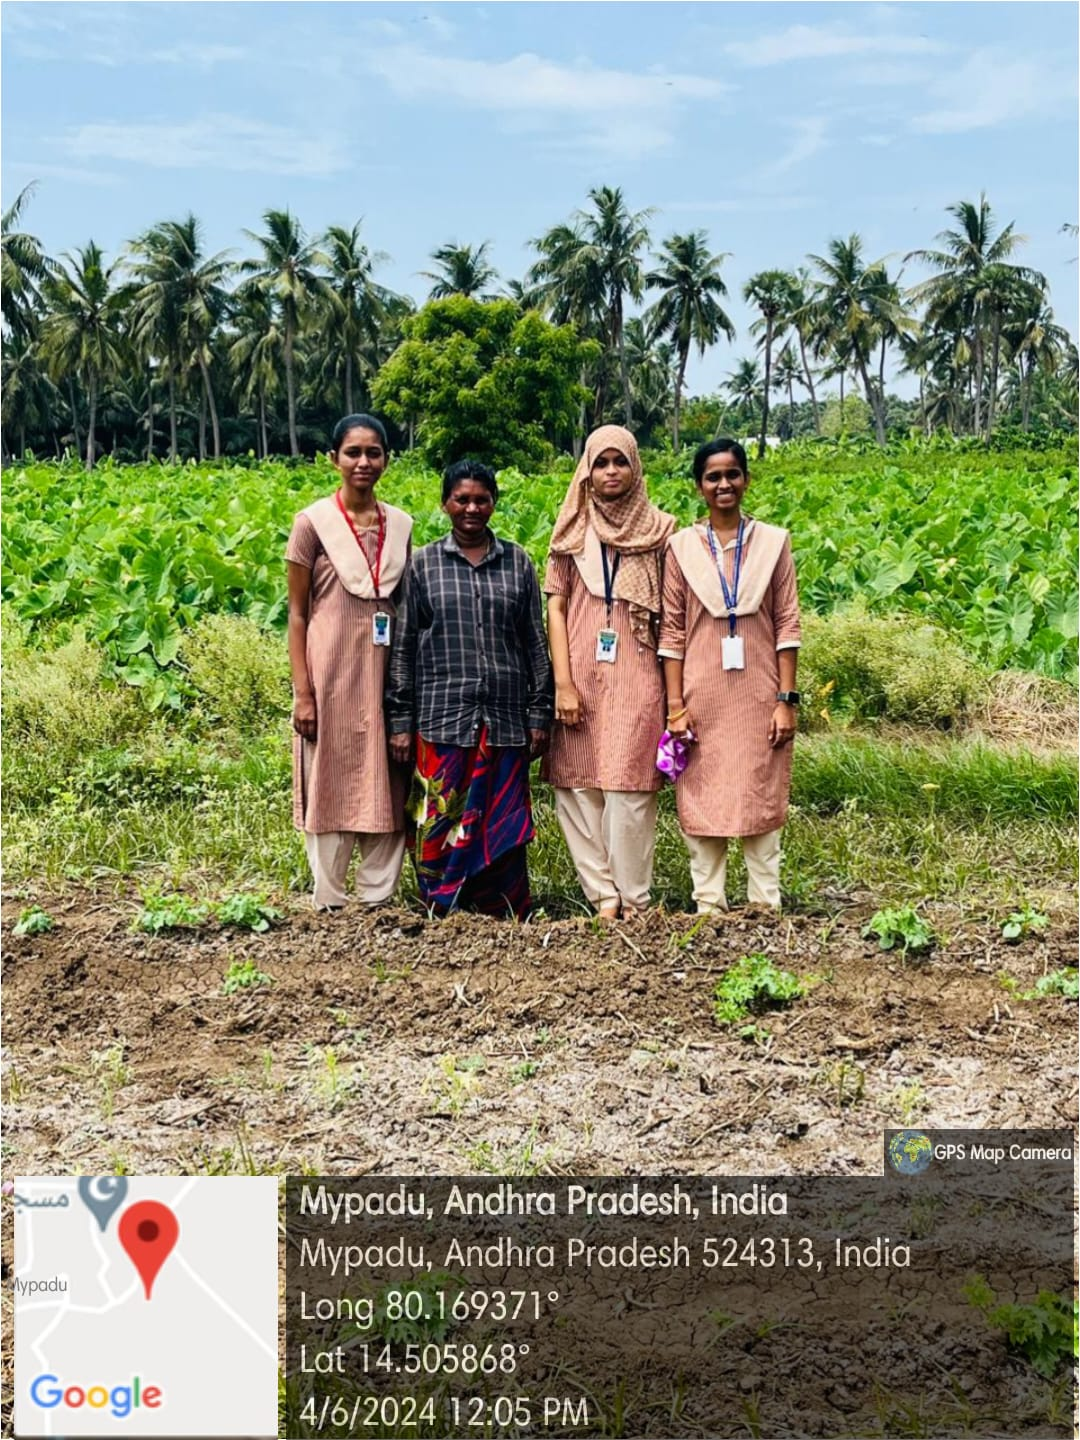 GPS Map Camera
Mypadu
Google
Mypadu, Andhra Pradesh, India
Mypadu, Andhra Pradesh 524313, India
Long 80.169371°
Lat 14.505868°
4/6/2024 12:05 PM